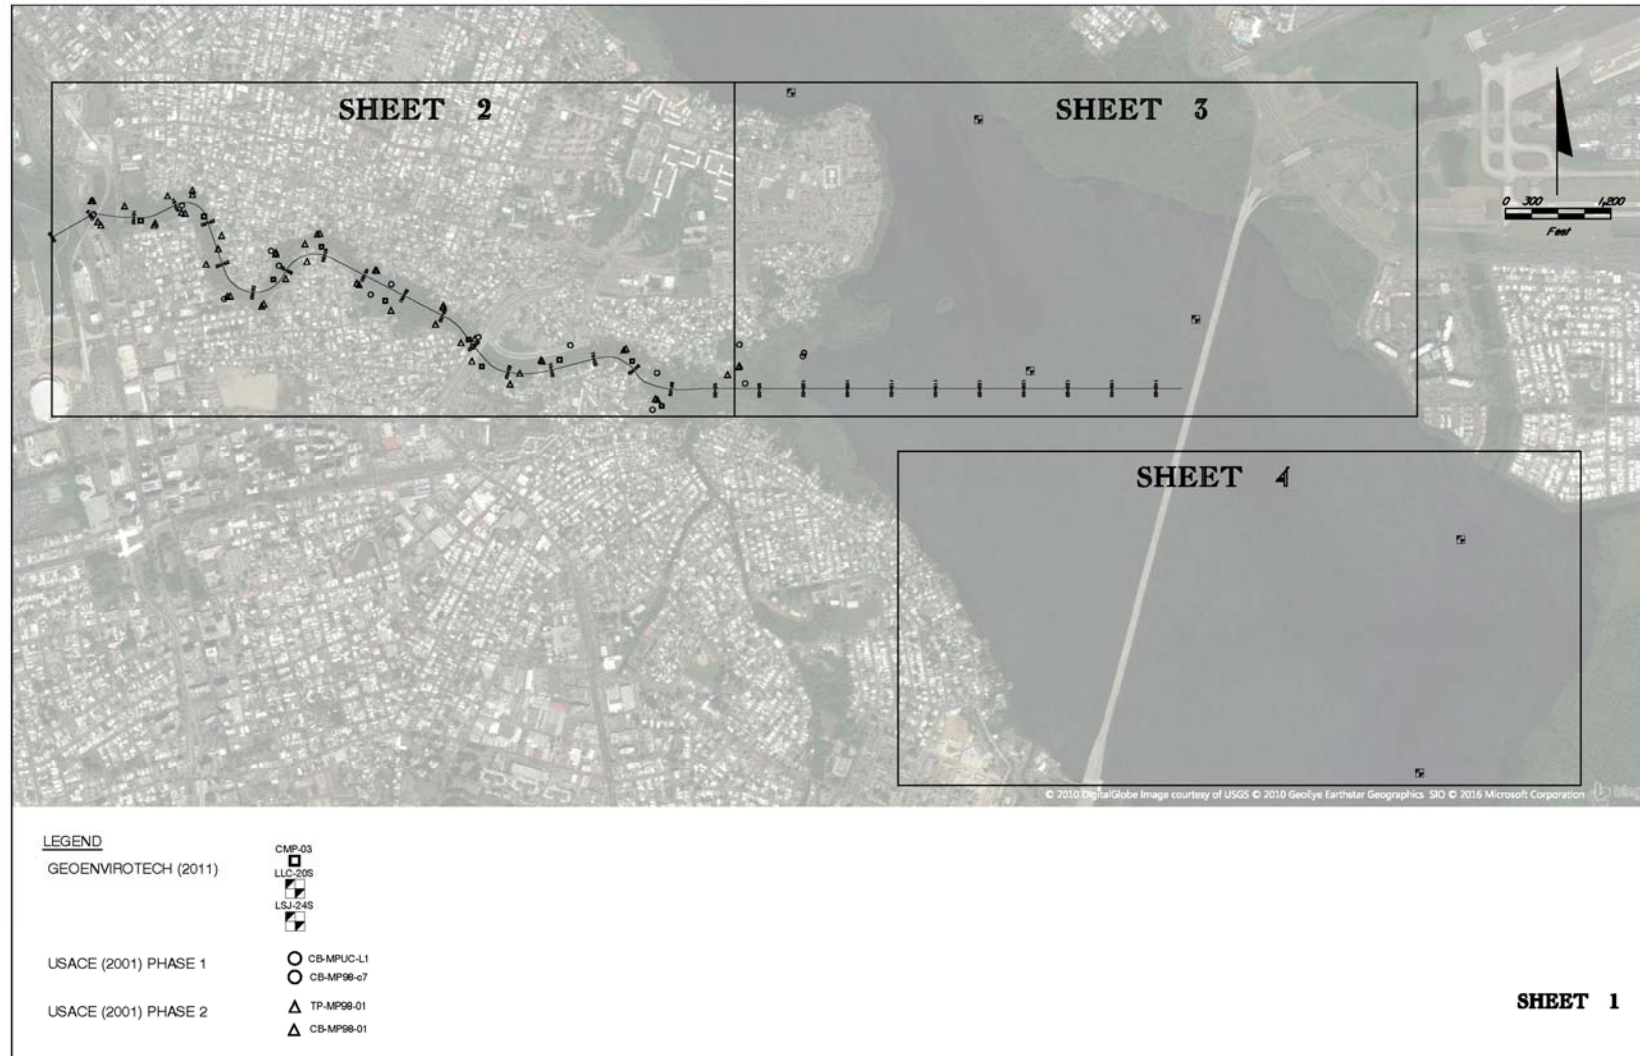 SHEET 2
SHEET 3
0 300 1,200
Feet
SHEET 4
© 2010 DigitalGlobe Image courtesy of USGS © 2010 GeoEye Earthstar Geographics SIO © 2016 Microsoft Corporation
LEGEND
GEOENVIROTECH (2011)
CMP-03
LLC-20S
LSJ-24S
USACE (2001) PHASE 1
CB-MPUC-L1
CB-MP98-c7
USACE (2001) PHASE 2
TP-MP98-01
CB-MP98-01
SHEET 1